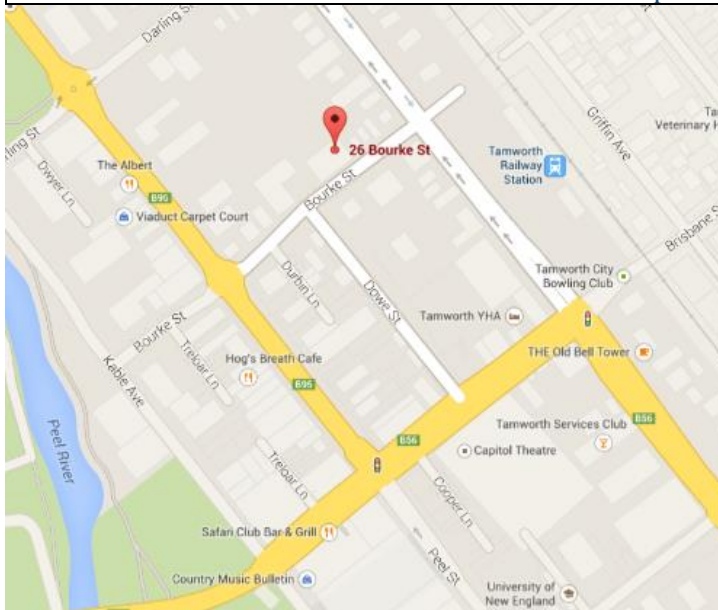 Darling St
Griffin Ave
Veterinary
26 Bourke St
Tamworth
Railway
Station
The Albert
Dwyer Ln
B95
Viaduct Carpet Court
Bourke St
Brisbane
Tamworth City
Bowling Club
Durbin Ln
Dowe St
Tamworth YHA
Bourke St
Treloar Ln
Kable Ave
Hog's Breath Cafe
THE Old Bell Tower
B95
Peel River
Tamworth Services Club
B56
B56
Capitol Theatre
Treloar Ln
Cooper Ln
Safari Club Bar & Grill
Peel St
Country Music Bulletin
University of
New England